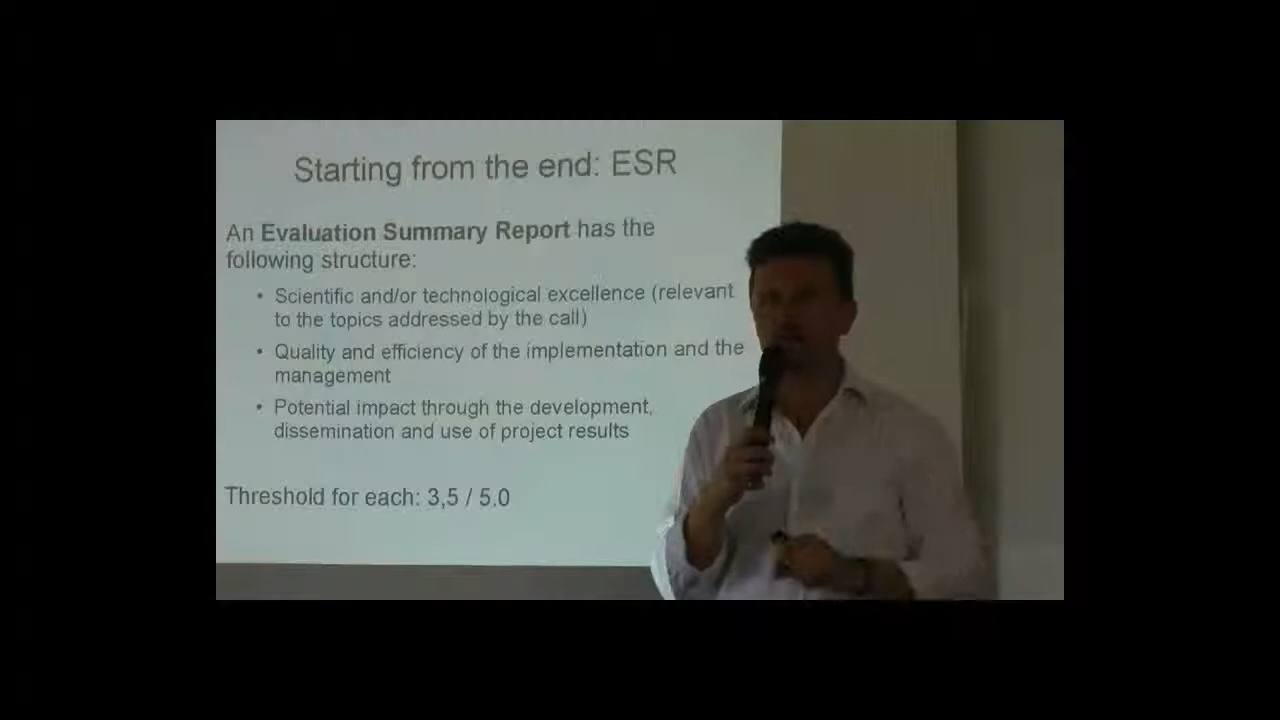 Starting from the end: ESR
An Evaluation Summary Report has the
following structure:
• Scientific and/or technological excellence (relevant
to the topics addressed by the call)
• Quality and efficiency of the implementation and the
management
• Potential impact through the development,
dissemination and use of project results
Threshold for each: 3,5 / 5.0